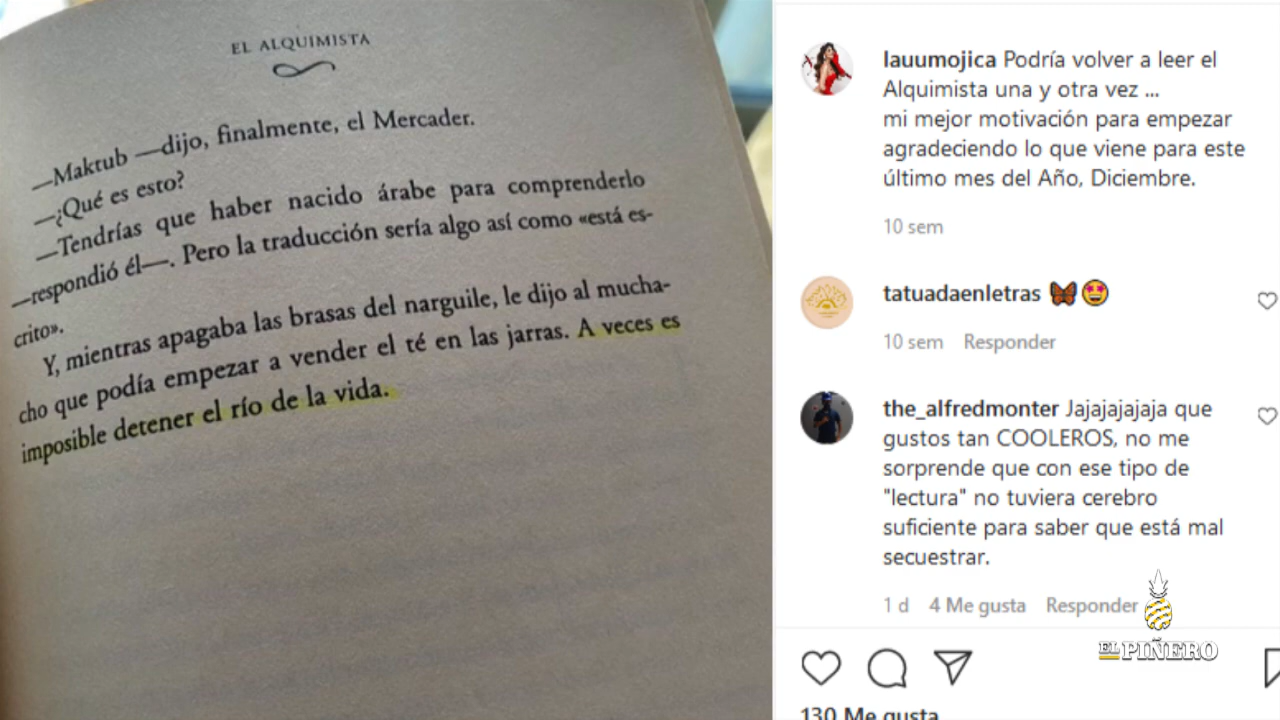 EL ALQUIMISTA
—Maktub —dijo, finalmente, el Mercader.
—¿Qué es esto?
—Tendrías que haber nacido árabe para comprenderlo
—respondió él—. Pero la traducción sería algo así como «está es-
crito».
Y, mientras apagaba las brasas del narguile, le dijo al mucha-
cho que podía empezar a vender el té en las jarras. A veces es
imposible detener el río de la vida.
lauumojica Podría volver a leer el
Alquimista una y otra vez ...
mi mejor motivación para empezar
agradeciendo lo que viene para este
último mes del Año, Diciembre.
10 sem
tatuadaenletras 🦋🤩
10 sem Responder
the_alfredmonter Jajajajajaja que
gustos tan COOLEROS, no me
sorprende que con ese tipo de
"lectura" no tuviera cerebro
suficiente para saber que está mal
secuestrar.
1 d 4 Me gusta Responder
EL PIÑERO
130 Me gusta